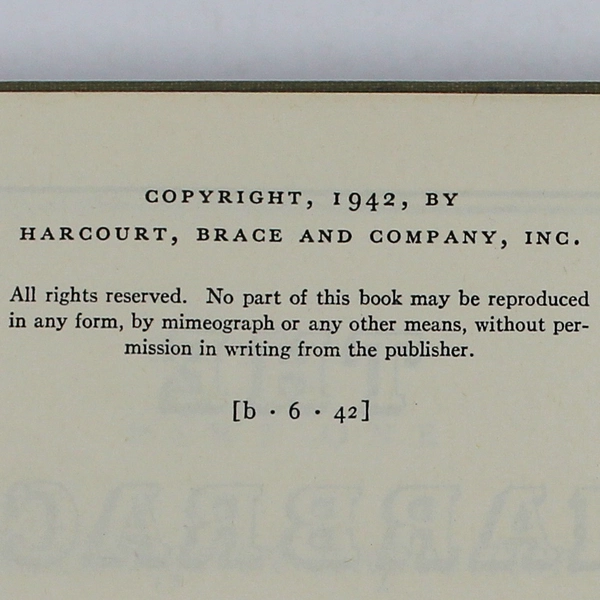 COPYRIGHT, 1942, BY
HARCOURT, BRACE AND COMPANY, INC.
All rights reserved. No part of this book may be reproduced
in any form, by mimeograph or any other means, without per-
mission in writing from the publisher.
[b · 6 · 42]